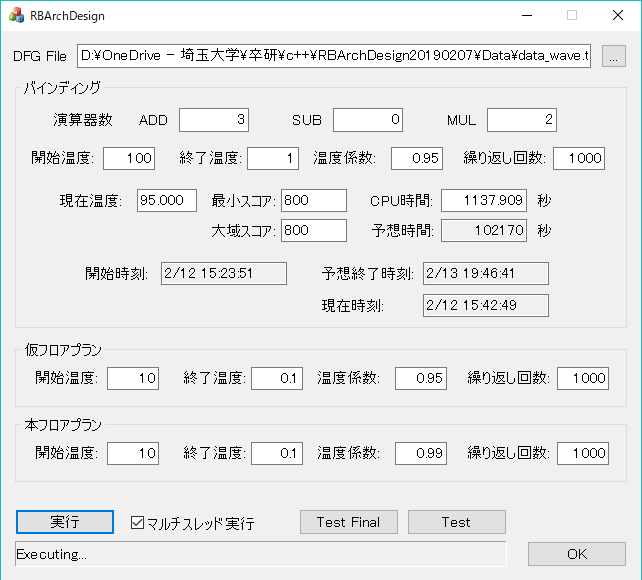 RBArchDesign
DFG File D:¥OneDrive - 埼玉大学¥卒研¥c++¥RBArchDesign20190207¥Data¥data_wave.t ...
バインディング
演算器数 ADD 3 SUB 0 MUL 2
開始温度: 100 終了温度: 1 温度係数: 0.95 繰り返し回数: 1000
現在温度: 95.000 最小スコア: 800 CPU時間: 1137.909 秒
大域スコア: 800 予想時間: 102170 秒
開始時刻: 2/12 15:23:51 予想終了時刻: 2/13 19:46:41
現在時刻: 2/12 15:42:49
仮フロアプラン
開始温度: 10 終了温度: 0.1 温度係数: 0.95 繰り返し回数: 1000
本フロアプラン
開始温度: 10 終了温度: 0.1 温度係数: 0.99 繰り返し回数: 1000
実行 マルチスレッド実行 Test Final Test
Executing... OK